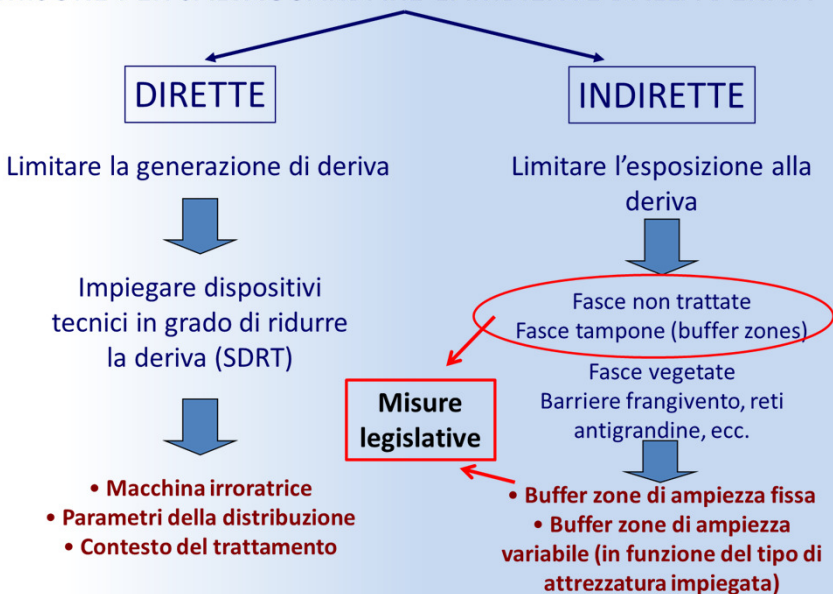 DIRETTE
Limitare la generazione di deriva
Impiegare dispositivi
tecnici in grado di ridurre
la deriva (SDRT)
• Macchina irroratrice
• Parametri della distribuzione
• Contesto del trattamento
INDIRETTE
Limitare l'esposizione alla
deriva
Fasce non trattate
Fasce tampone (buffer zones)
Fasce vegetate
Barriere frangivento, reti
antigrandine, ecc.
Misure
legislative
• Buffer zone di ampiezza fissa
• Buffer zone di ampiezza
variabile (in funzione del tipo di
attrezzatura impiegata)